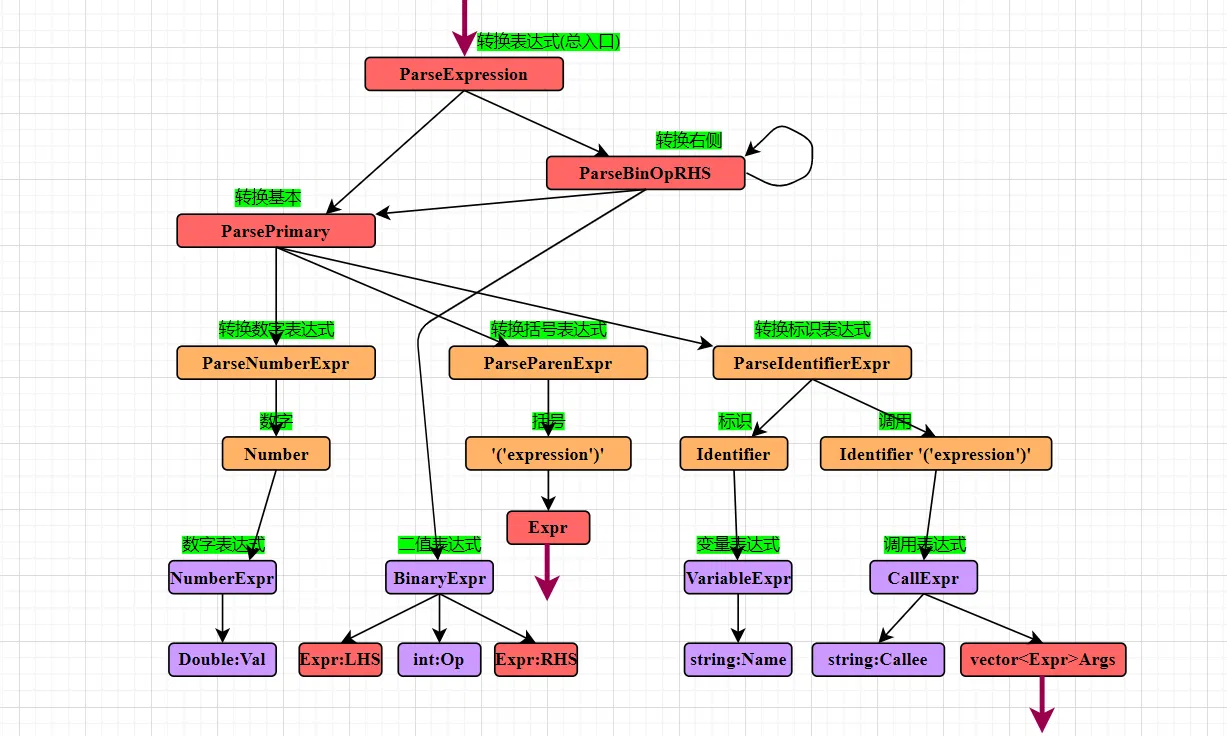 转换表达式(总入口)
ParseExpression
转换右侧
ParseBinOpRHS
转换基本
ParsePrimary
转换数字表达式
转换括号表达式
转换标识表达式
ParseNumberExpr
ParseParenExpr
ParseIdentifierExpr
数字
括号
标识
调用
Number
'('expression')'
Identifier
Identifier '('expression')'
Expr
数字表达式
二值表达式
变量表达式
调用表达式
NumberExpr
BinaryExpr
VariableExpr
CallExpr
Double:Val
Expr:LHS
int:Op
Expr:RHS
string:Name
string:Callee
vector<Expr>Args